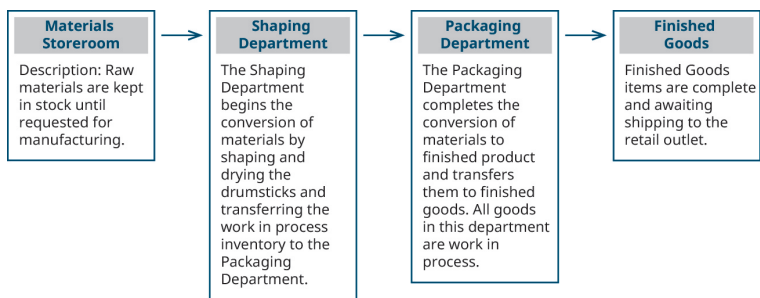 Materials
Storeroom
Description: Raw
materials are kept
in stock until
requested for
manufacturing.
Shaping
Department
The Shaping
Department
begins the
conversion of
materials by
shaping and
drying the
drumsticks and
transferring the
work in process
inventory to the
Packaging
Department.
Packaging
Department
The Packaging
Department
completes the
conversion of
materials to
finished product
and transfers
them to finished
goods. All goods
in this department
are work in
process.
Finished
Goods
Finished Goods
items are complete
and awaiting
shipping to the
retail outlet.